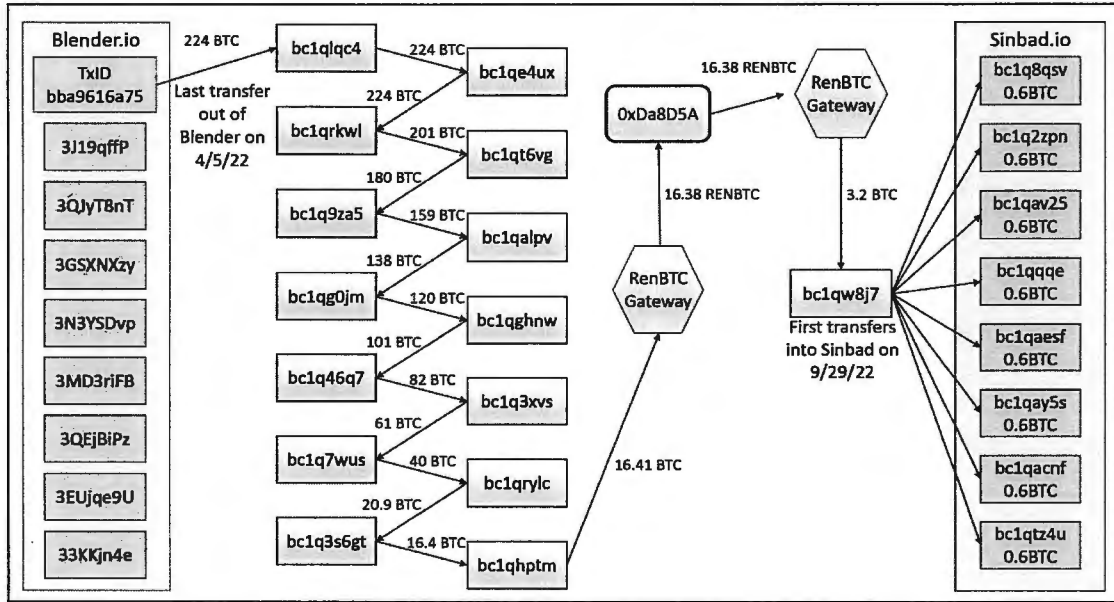 Blender.io
TxID
bba9616a75
3J19qffP
3QJyT8nT
3GSXNXzy
3N3YSDvp
3MD3riFB
3QEjBiPz
3EUjqe9U
33KKjn4e
224 BTC
Last transfer
out of
Blender on
4/5/22
bc1qlqc4
224 BTC
bc1qe4ux
224 BTC
bc1qrkwl
201 BTC
bc1qt6vg
180 BTC
bc1q9za5
159 BTC
bc1qalpv
138 BTC
bc1qg0jm
120 BTC
bc1qghnw
101 BTC
bc1q46q7
82 BTC
bc1q3xvs
61 BTC
bc1q7wus
40 BTC
bc1qrylc
20.9 BTC
bc1q3s6gt
16.4 BTC
bc1qhptm
16.41 BTC
RenBTC
Gateway
16.38 RENBTC
0xDa8D5A
16.38 RENBTC
RenBTC
Gateway
3.2 BTC
bc1qw8j7
First transfers
into Sinbad on
9/29/22
Sinbad.io
bc1q8qsv
0.6BTC
bc1q2zpn
0.6BTC
bc1qav25
0.6BTC
bc1qqqe
0.6BTC
bc1qaesf
0.6BTC
bc1qay5s
0.6BTC
bc1qacnf
0.6BTC
bc1qtz4u
0.6BTC